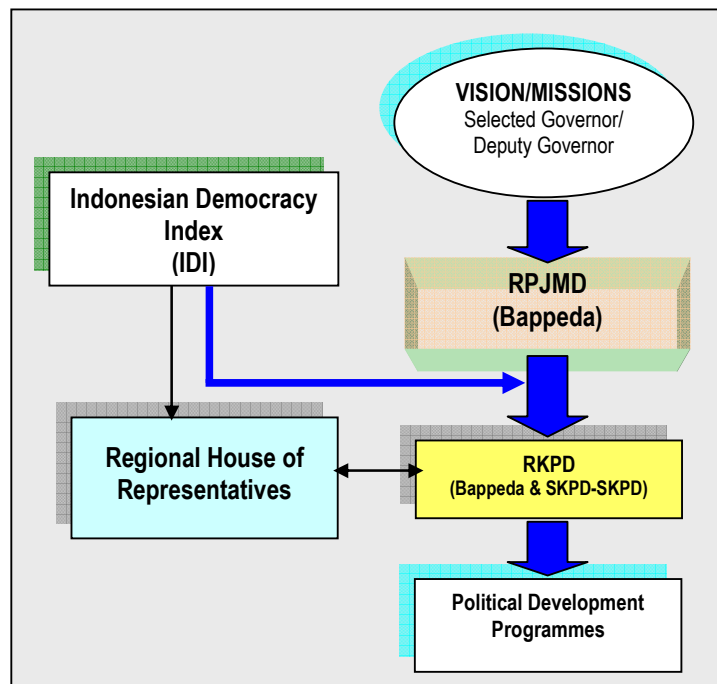 VISION/MISSIONS
Selected Governor/
Deputy Governor
Indonesian Democracy
Index
(IDI)
RPJMD
(Bappeda)
Regional House of
Representatives
RKPD
(Bappeda & SKPD-SKPD)
Political Development
Programmes